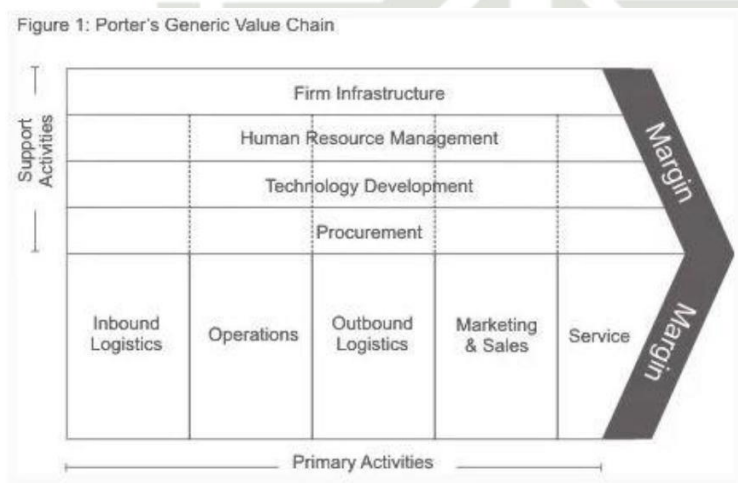 Figure 1: Porter's Generic Value Chain
Support
Activities
Firm Infrastructure
Human Resource Management
Technology Development
Procurement
Margin
Inbound
Logistics
Operations
Outbound
Logistics
Marketing
& Sales
Service
Margin
Primary Activities